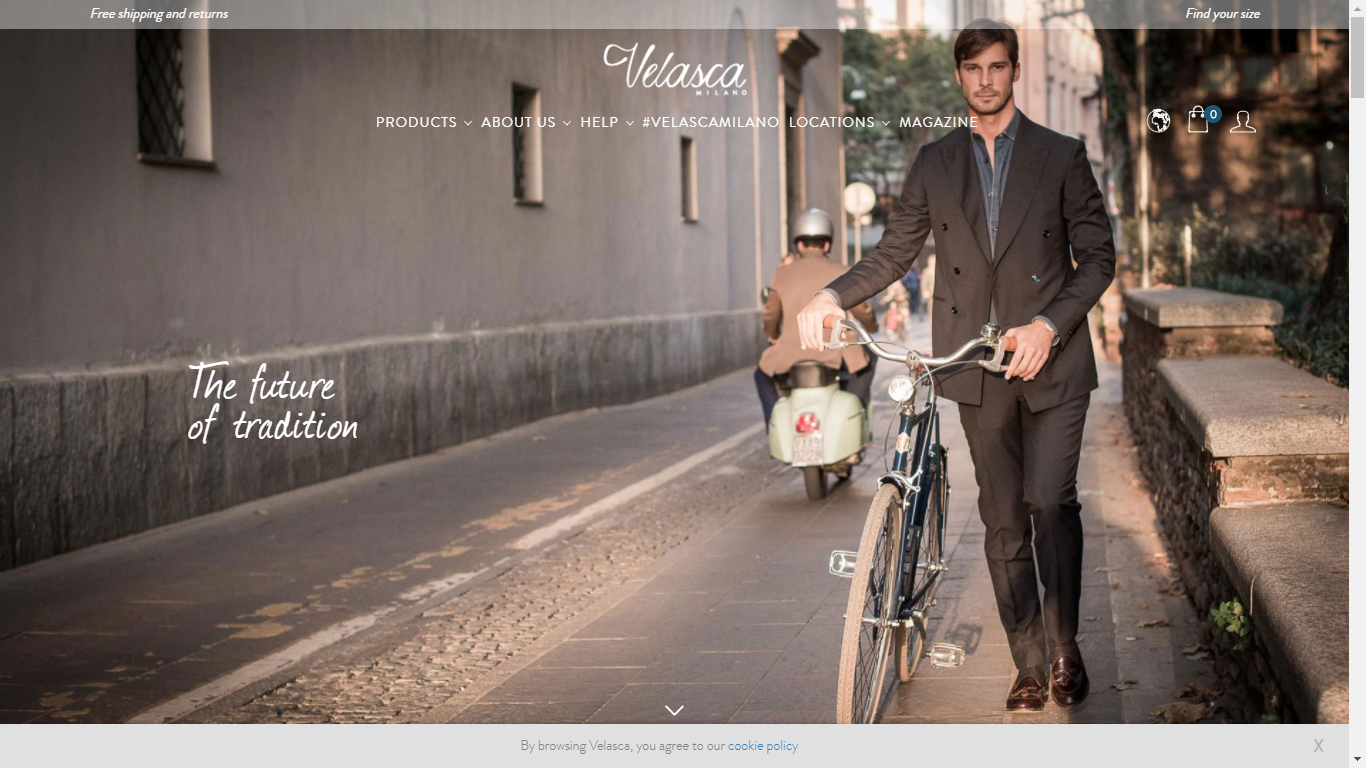 Free shipping and returns
Find your size
Velasca
MILANO
PRODUCTS ABOUT US HELP #VELASCAMILANO LOCATIONS MAGAZINE
0
The future
of tradition
By browsing Velasca, you agree to our cookie policy
X